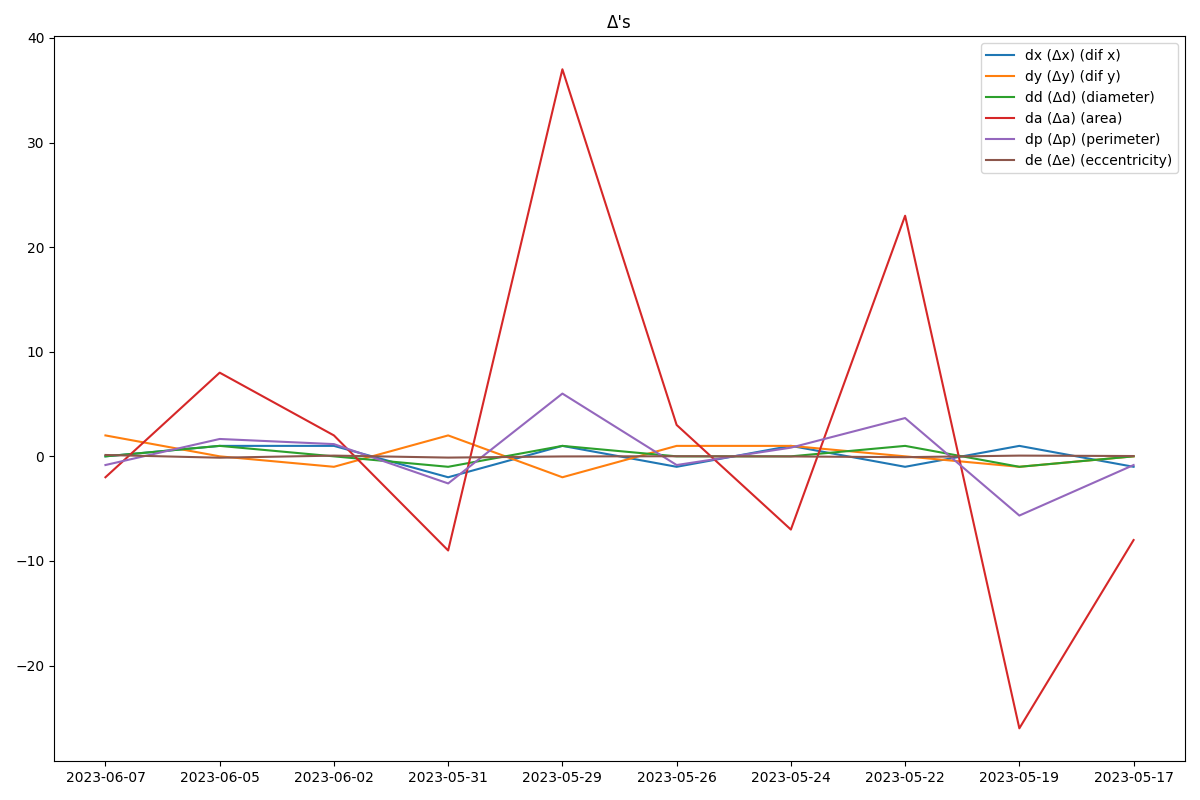 Δ's
40
30
20
10
0
−10
−20
dx (Δx) (dif x)
dy (Δy) (dif y)
dd (Δd) (diameter)
da (Δa) (area)
dp (Δp) (perimeter)
de (Δe) (eccentricity)
2023-06-07 2023-06-05 2023-06-02 2023-05-31 2023-05-29 2023-05-26 2023-05-24 2023-05-22 2023-05-19 2023-05-17